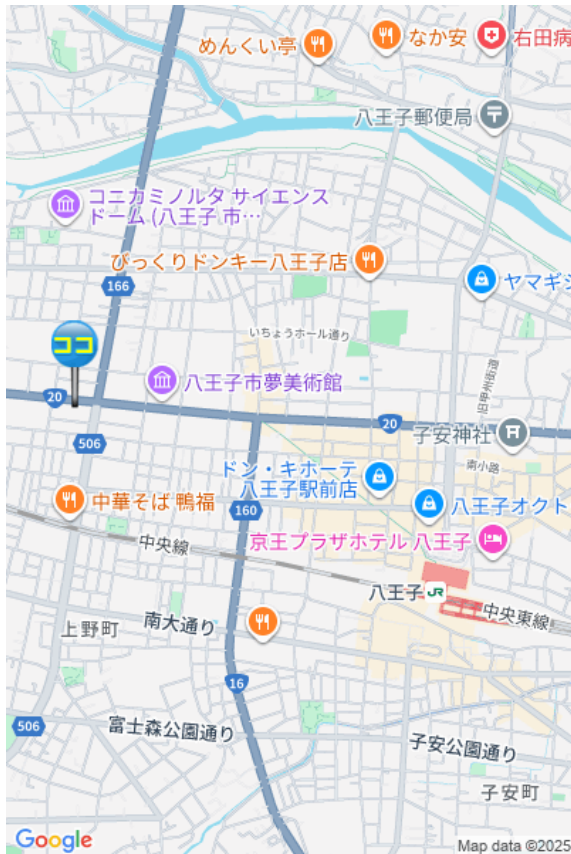 めんくい亭
なか安
右田病
八王子郵便局
コニカミノルタ サイエンス
ドーム (八王子 市…
びっくりドンキー八王子店
ヤマギシ
166
いちょうホール通り
ココ
旧甲州街道
八王子市夢美術館
20
20
子安神社
506
南小路
ドン・キホーテ
八王子駅前店
中華そば 鴨福
160
八王子オクト
京王プラザホテル 八王子
中央線
八王子
JR
中央東線
南大通り
上野町
16
506
富士森公園通り
子安公園通り
子安町
Google
Map data ©2025